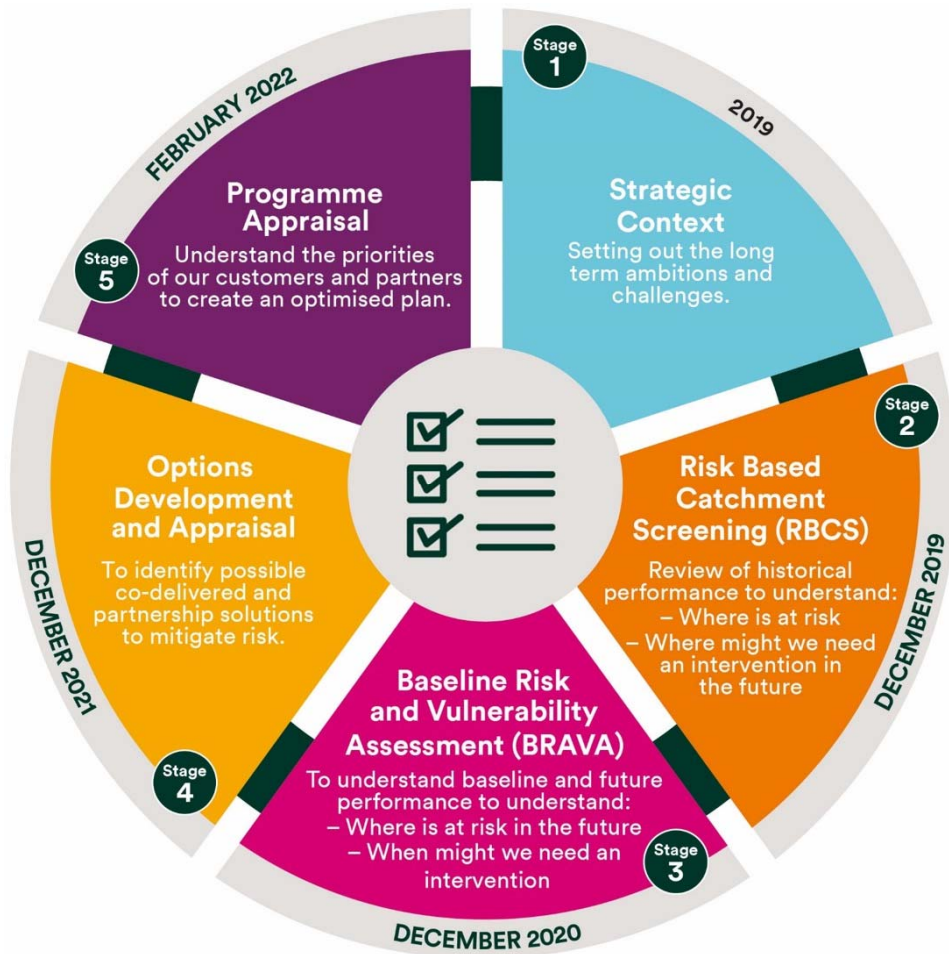 Stage
1
2019
Strategic
Context
Setting out the long
term ambitions and
challenges.
Stage
2
DECEMBER 2019
Risk Based
Catchment
Screening (RBCS)
Review of historical
performance to understand:
– Where is at risk
– Where might we need
an intervention in
the future
Stage
3
DECEMBER 2020
Baseline Risk
and Vulnerability
Assessment (BRAVA)
To understand baseline and future
performance to understand:
– Where is at risk in the future
– When might we need an
intervention
Stage
4
DECEMBER 2021
Options
Development
and Appraisal
To identify possible
co-delivered and
partnership solutions
to mitigate risk.
Stage
5
FEBRUARY 2022
Programme
Appraisal
Understand the priorities
of our customers and partners
to create an optimised plan.